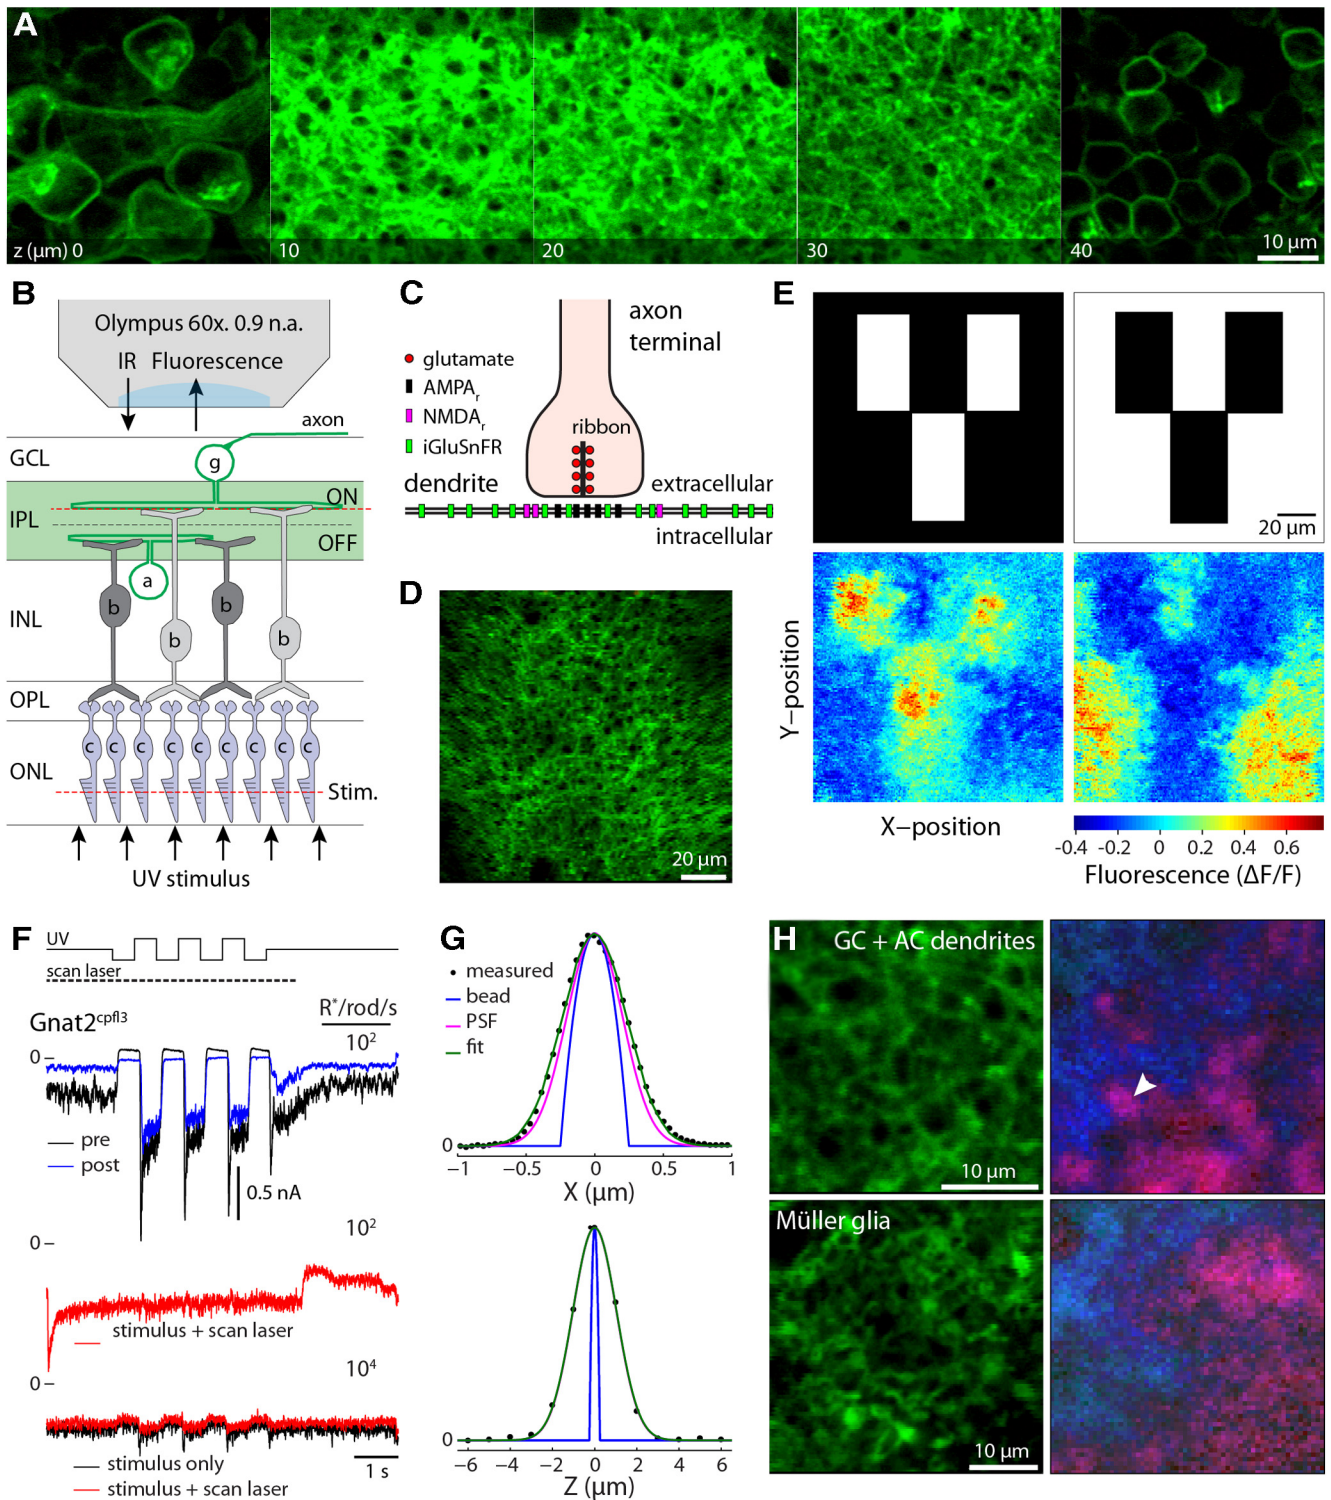 A
z (μm) 0
10
20
30
40
10 μm
B
Olympus 60x. 0.9 n.a.
IR Fluorescence
axon
GCL
g
ON
IPL
OFF
a
b b
INL
b b
OPL
c c c c c c c c c
ONL
Stim.
UV stimulus
C
axon
terminal
glutamate
AMPAr
NMDAr
iGluSnFR
ribbon
dendrite
extracellular
intracellular
D
20 μm
E
20 μm
Y–position
X–position
-0.4 -0.2 0 0.2 0.4 0.6
Fluorescence (ΔF/F)
F
UV
scan laser
R*/rod/s
Gnat2cpfl3
10²
0
pre
post
0.5 nA
10²
0
stimulus + scan laser
10⁴
0
stimulus only
1 s
stimulus + scan laser
G
measured
bead
PSF
fit
0
−1 −0.5 0 0.5 1
X (μm)
0
−6 −4 −2 0 2 4 6
Z (μm)
H
GC + AC dendrites
10 μm
Müller glia
10 μm